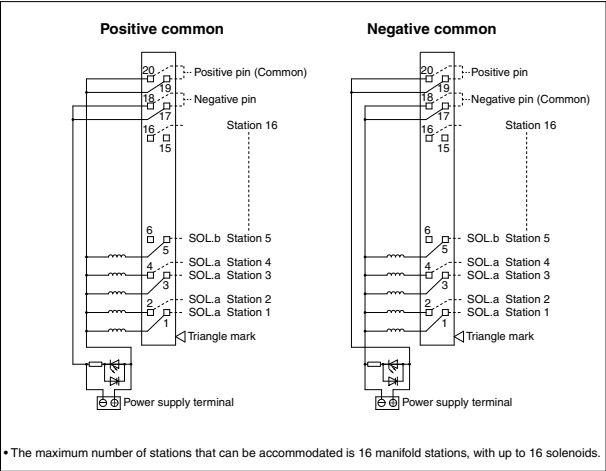 Positive common
20
Positive pin (Common)
19
18
Negative pin
17
16
Station 16
15
6
SOL.b Station 5
5
SOL.a Station 4
4
SOL.a Station 3
3
SOL.a Station 2
2
SOL.a Station 1
1
Triangle mark
Power supply terminal
Negative common
20
Positive pin
19
18
Negative pin (Common)
17
16
Station 16
15
6
SOL.b Station 5
5
SOL.a Station 4
4
SOL.a Station 3
3
SOL.a Station 2
2
SOL.a Station 1
1
Triangle mark
Power supply terminal
• The maximum number of stations that can be accommodated is 16 manifold stations, with up to 16 solenoids.